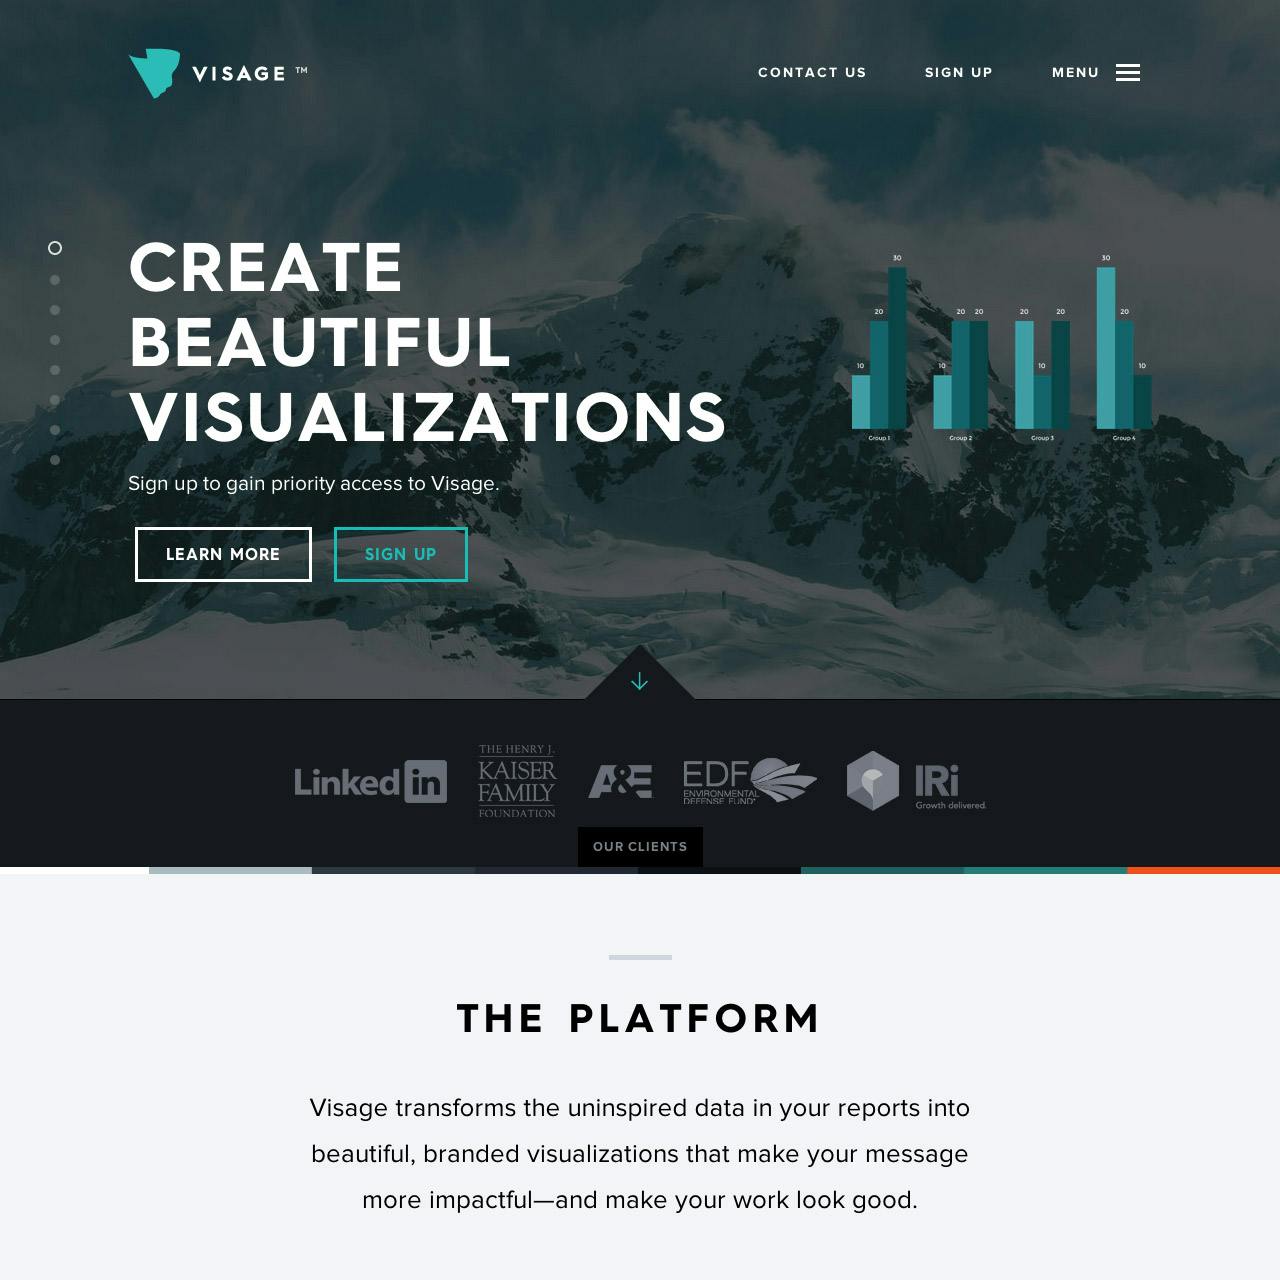 VISAGE ™
CONTACT US
SIGN UP
MENU
CREATE
BEAUTIFUL
VISUALIZATIONS
Sign up to gain priority access to Visage.
LEARN MORE
SIGN UP
10 20 30
Group 1
10 20 20
Group 2
20 10 20
Group 3
30 20 10
Group 4
Linked in
THE HENRY J.
KAISER
FAMILY
FOUNDATION
A&E
EDF
ENVIRONMENTAL
DEFENSE FUND®
IRi
Growth delivered.
OUR CLIENTS
THE PLATFORM
Visage transforms the uninspired data in your reports into
beautiful, branded visualizations that make your message
more impactful—and make your work look good.